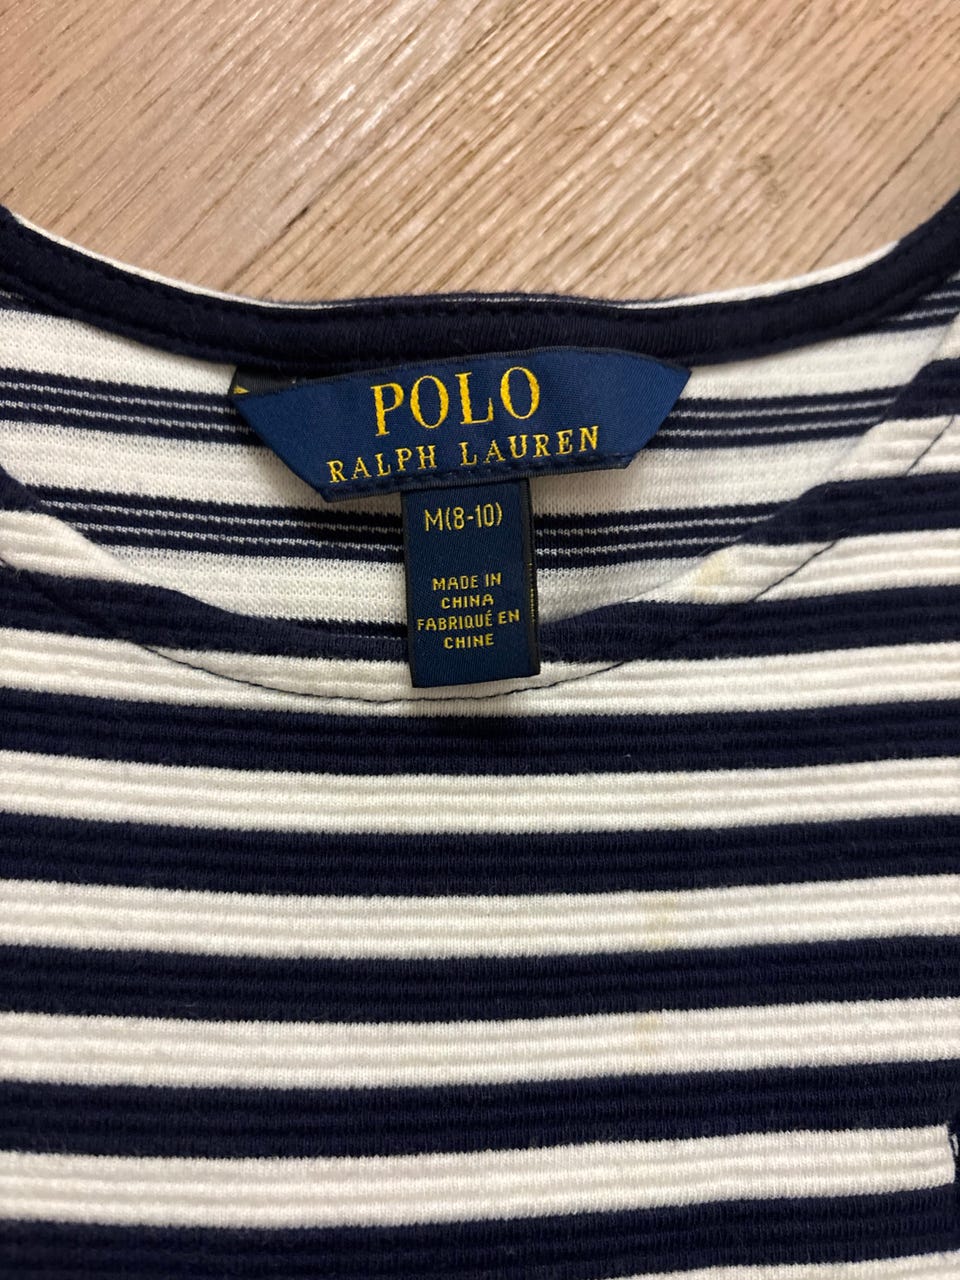 POLO
RALPH LAUREN
M(8-10)
MADE IN
CHINA
FABRIQUÉ EN
CHINE